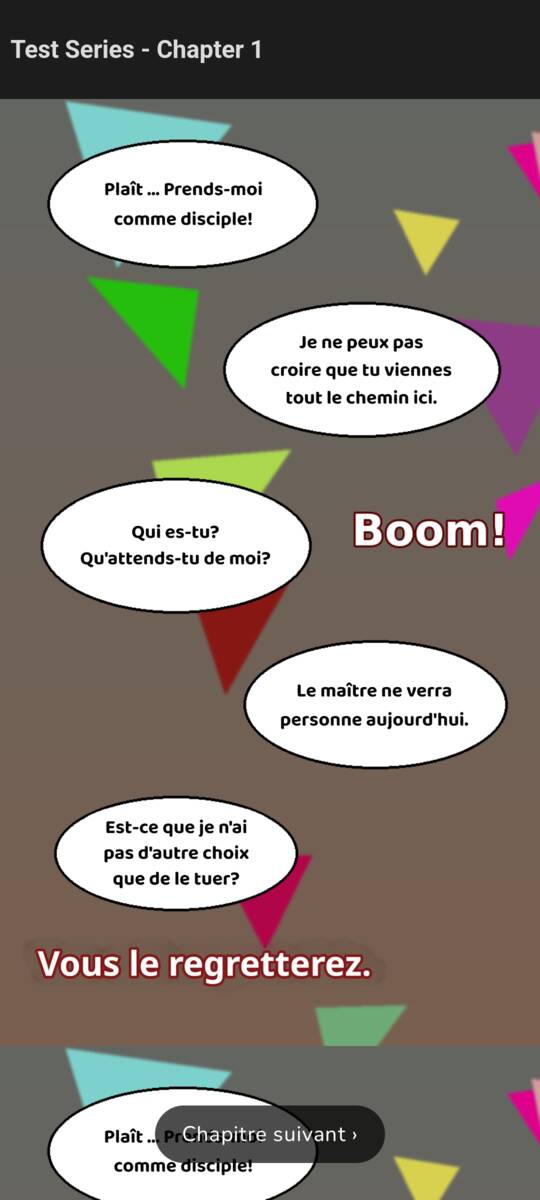 Test Series - Chapter 1
Plaît ... Prends-moi
comme disciple!
Je ne peux pas
croire que tu viennes
tout le chemin ici.
Qui es-tu?
Qu'attends-tu de moi?
Boom!
Le maître ne verra
personne aujourd'hui.
Est-ce que je n'ai
pas d'autre choix
que de le tuer?
Vous le regretterez.
Plaît ...
Chapitre suivant ›
comme disciple!